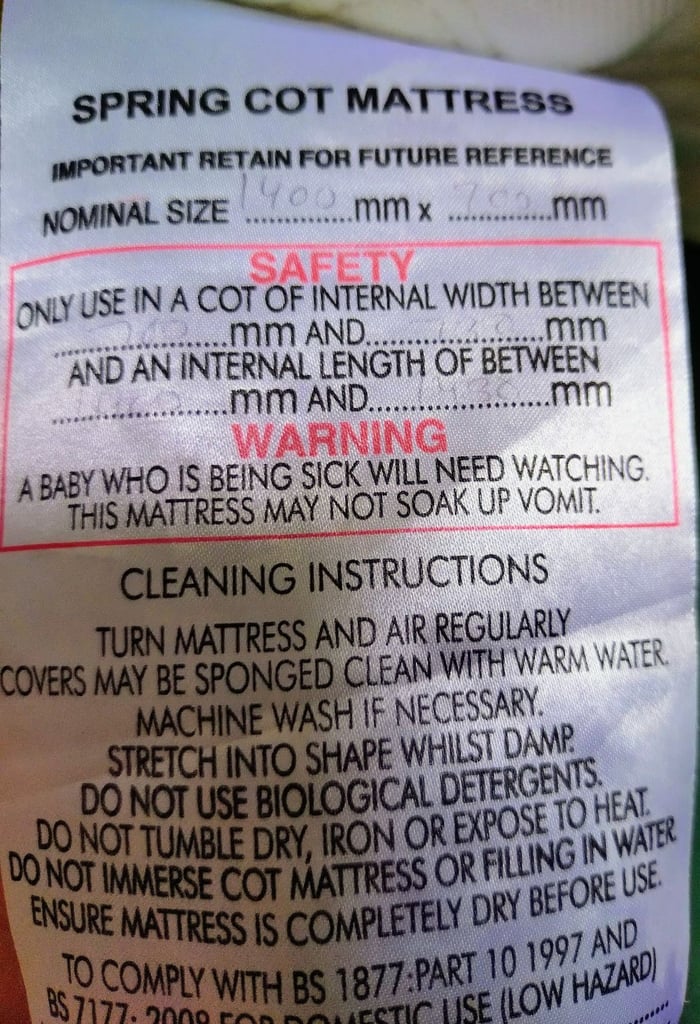 SPRING COT MATTRESS
IMPORTANT RETAIN FOR FUTURE REFERENCE
NOMINAL SIZE 1400 mm x 700 mm
SAFETY
ONLY USE IN A COT OF INTERNAL WIDTH BETWEEN
....................mm AND....................mm
AND AN INTERNAL LENGTH OF BETWEEN
....................mm AND....................mm
WARNING
A BABY WHO IS BEING SICK WILL NEED WATCHING.
THIS MATTRESS MAY NOT SOAK UP VOMIT.
CLEANING INSTRUCTIONS
TURN MATTRESS AND AIR REGULARLY
COVERS MAY BE SPONGED CLEAN WITH WARM WATER.
MACHINE WASH IF NECESSARY.
STRETCH INTO SHAPE WHILST DAMP.
DO NOT USE BIOLOGICAL DETERGENTS.
DO NOT TUMBLE DRY, IRON OR EXPOSE TO HEAT.
DO NOT IMMERSE COT MATTRESS OR FILLING IN WATER
ENSURE MATTRESS IS COMPLETELY DRY BEFORE USE.
TO COMPLY WITH BS 1877:PART 10 1997 AND
BS 7177: 2008 FOR DOMESTIC USE (LOW HAZARD)